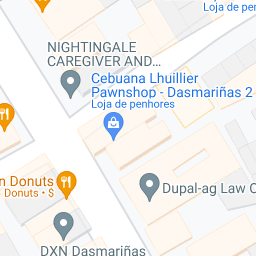 Loja de penhores
NIGHTINGALE
CAREGIVER AND...
Cebuana Lhuillier
Pawnshop - Dasmariñas 2
Loja de penhores
Dupal-ag Law
Donuts
Donuts • $
DXN Dasmariñas